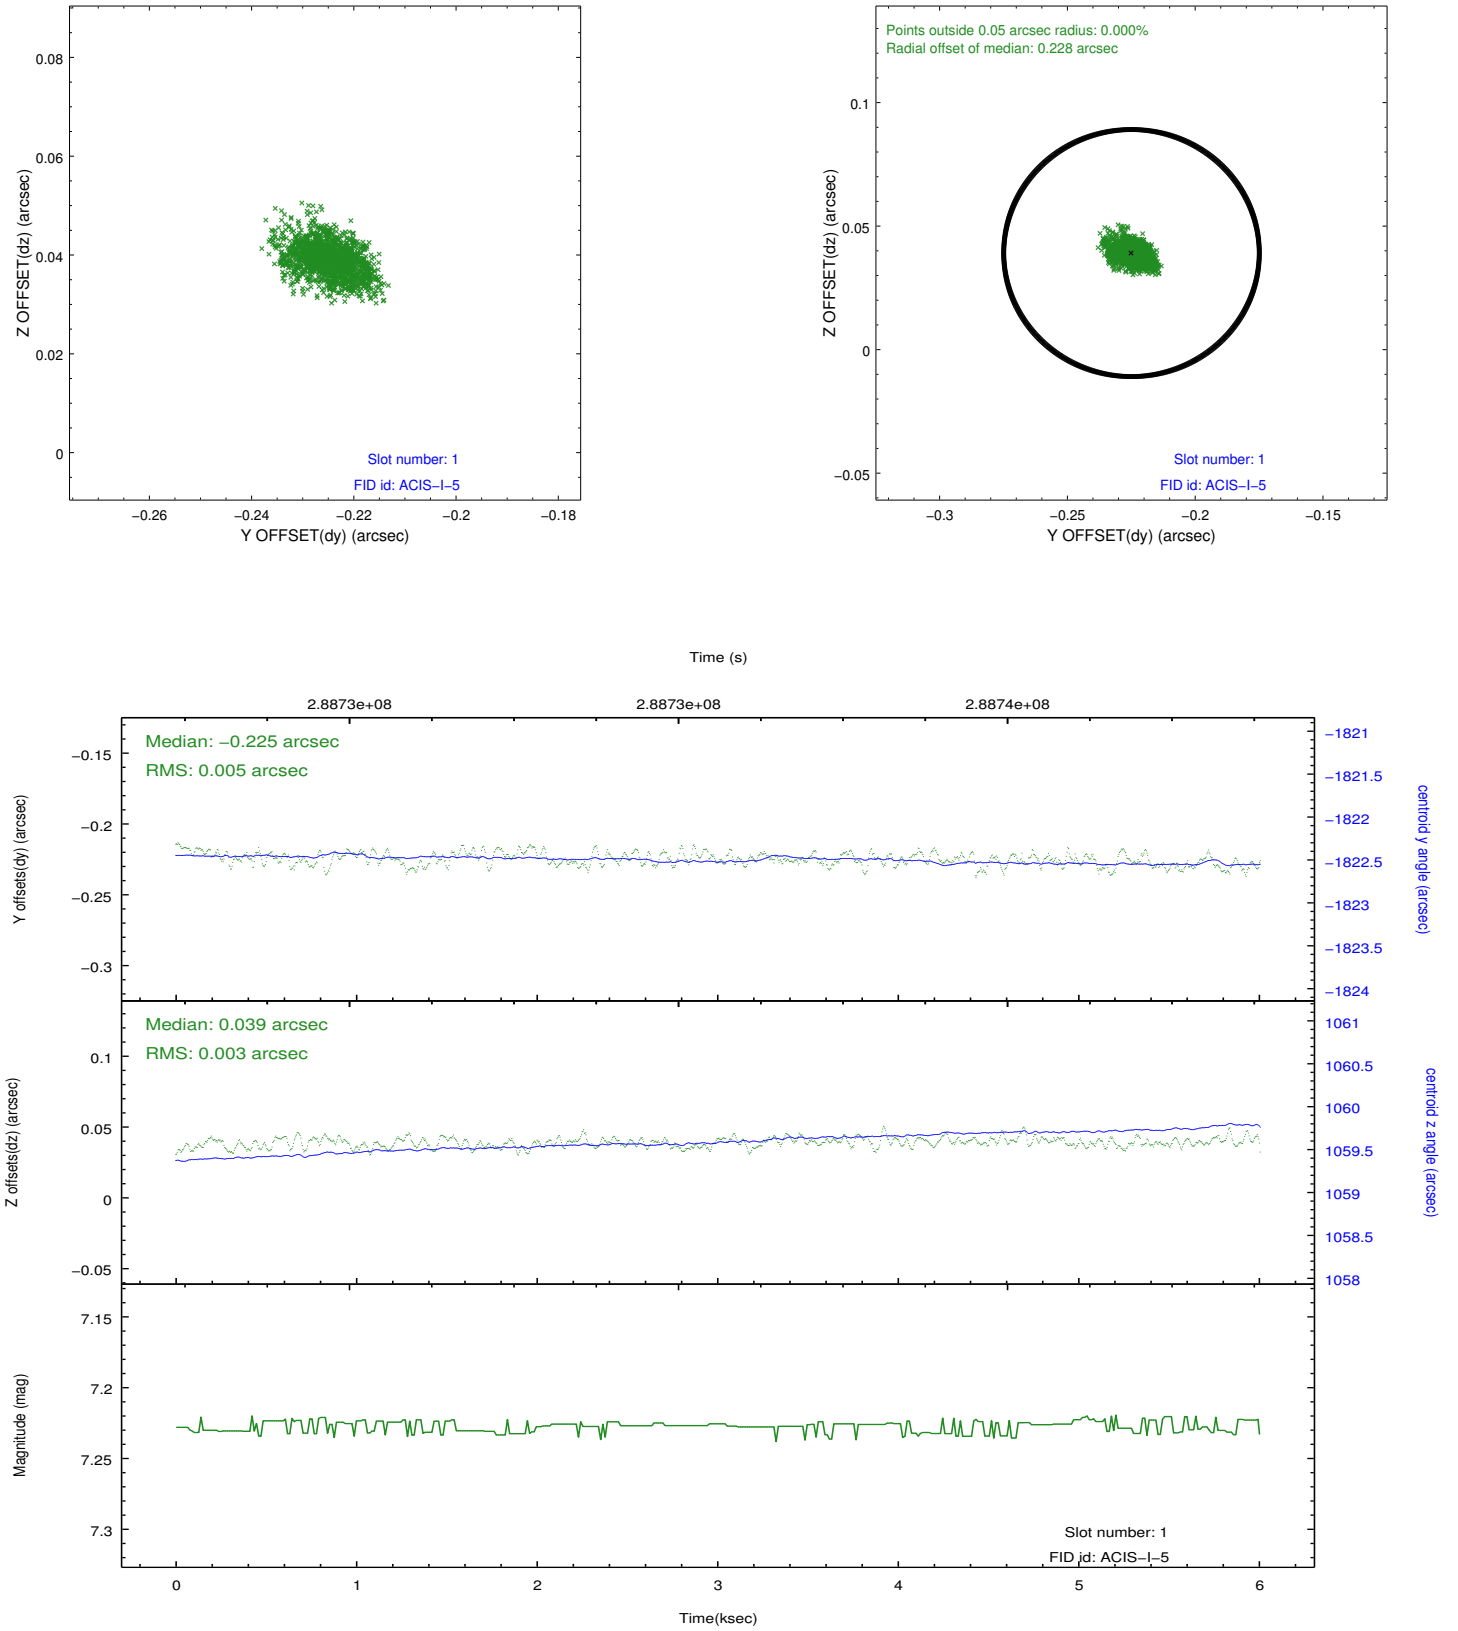 0.08
0.06
0.04
0.02
0
Z OFFSET(dz) (arcsec)
Slot number: 1
FID id: ACIS−I−5
−0.26 −0.24 −0.22 −0.2 −0.18
Y OFFSET(dy) (arcsec)
Points outside 0.05 arcsec radius: 0.000%
Radial offset of median: 0.228 arcsec
0.1
0.05
0
−0.05
Z OFFSET(dz) (arcsec)
Slot number: 1
FID id: ACIS−I−5
−0.3 −0.25 −0.2 −0.15
Y OFFSET(dy) (arcsec)
Time (s)
2.8873e+08 2.8873e+08 2.8874e+08
Median: −0.225 arcsec
RMS: 0.005 arcsec
−0.15
−0.2
−0.25
−0.3
Y offsets(dy) (arcsec)
−1821
−1821.5
−1822
−1822.5
−1823
−1823.5
−1824
centroid y angle (arcsec)
Median: 0.039 arcsec
RMS: 0.003 arcsec
0.1
0.05
0
−0.05
Z offsets(dz) (arcsec)
1061
1060.5
1060
1059.5
1059
1058.5
1058
centroid z angle (arcsec)
7.15
7.2
7.25
7.3
Magnitude (mag)
Slot number: 1
FID id: ACIS−I−5
0 1 2 3 4 5 6
Time(ksec)